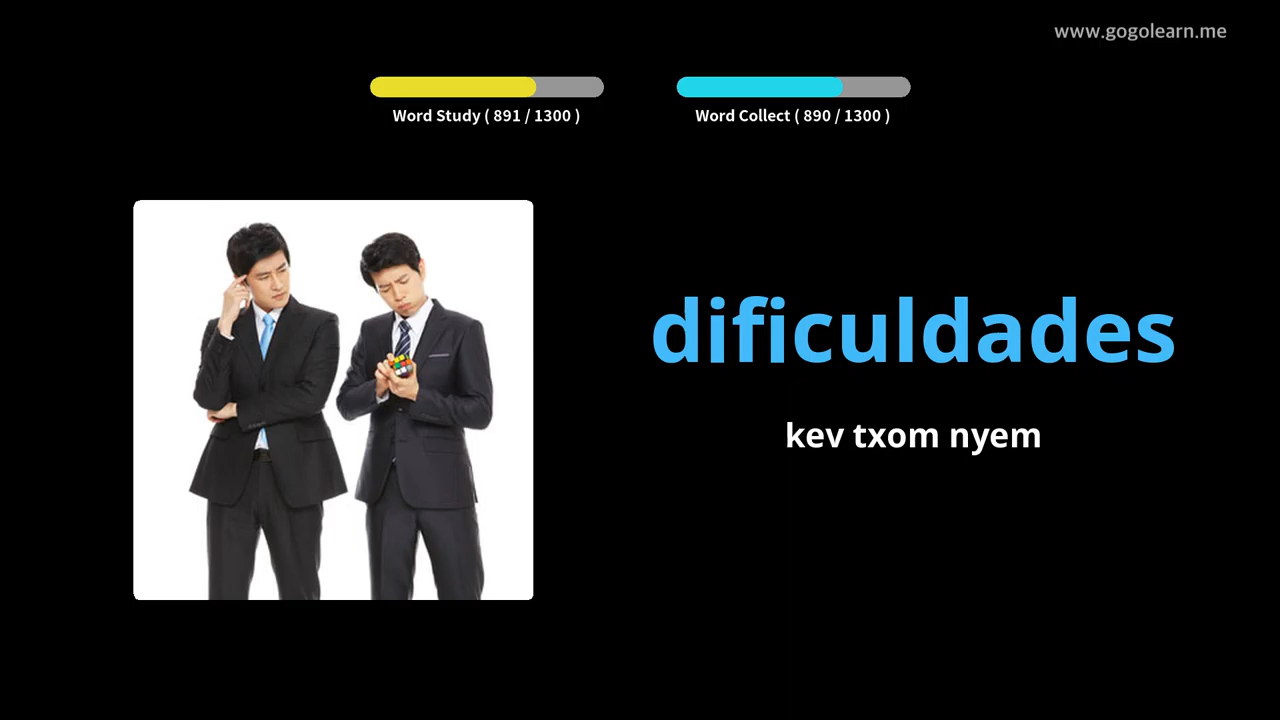 www.gogolearn.me
Word Study ( 891 / 1300 )
Word Collect ( 890 / 1300 )
dificuldades
kev txom nyem